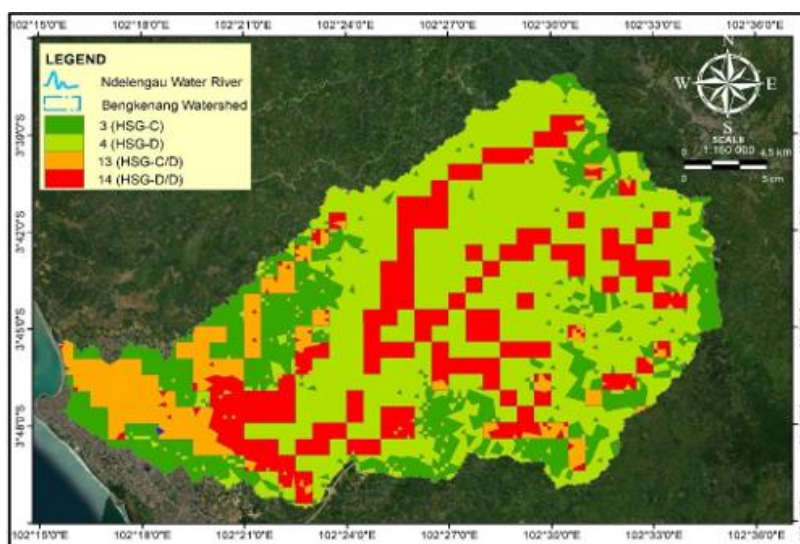 102°15'0"E 102°18'0"E 102°21'0"E 102°24'0"E 102°27'0"E 102°30'0"E 102°33'0"E 102°36'0"E
LEGEND
Ndelengau Water River
Bengkenang Watershed
3 (HSG-C)
4 (HSG-D)
13 (HSG-C/D)
14 (HSG-D/D)
N
W E
S
SCALE
1:160 000
0 4,5 km
0 5 cm
3°39'0"S
3°42'0"S
3°45'0"S
3°48'0"S
102°15'0"E 102°18'0"E 102°21'0"E 102°24'0"E 102°27'0"E 102°30'0"E 102°33'0"E 102°36'0"E